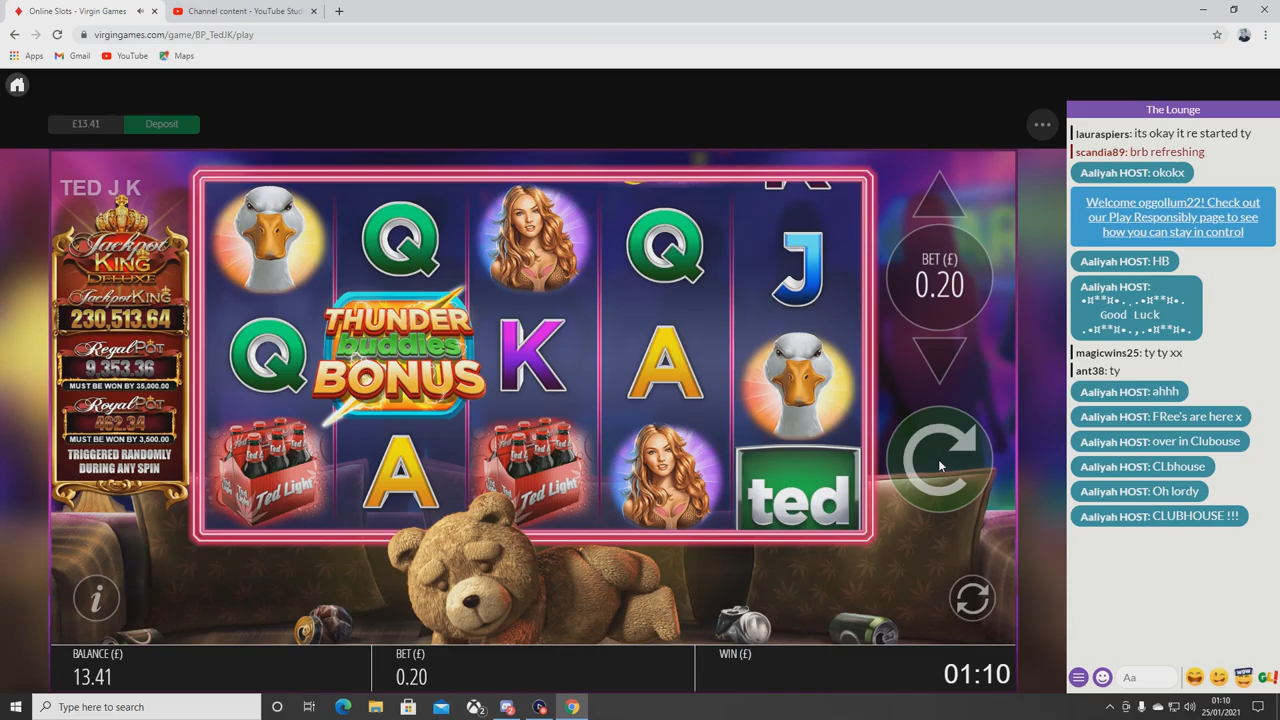 Online Slots - Virgin Games
Channel content - YouTube Stud
virgingames.com/game/BP_TedJK/play
Apps Gmail YouTube Maps
£13.41 Deposit
TED J K
Jackpot
KING
DELUXE
JACKPOTKING
230,513.64
REGALPOT
9,353.36
MUST BE WON BY 35,000.00
ROYALPOT
462.34
MUST BE WON BY 3,500.00
TRIGGERED RANDOMLY
DURING ANY SPIN
Q Q J
Q K A
THUNDER
buddies
BONUS
Ted Light A Ted Light ted
BET (£)
0.20
BALANCE (£)
13.41
BET (£)
0.20
WIN (£)
01:10
The Lounge
lauraspiers: its okay it re started ty
scandia89: brb refreshing
Aaliyah HOST: okokx
Welcome oggollum22! Check out
our Play Responsibly page to see
how you can stay in control
Aaliyah HOST: HB
Aaliyah HOST:
•¤**¤•.¸.•¤**¤•.
Good Luck
•¤**¤•.,.•¤**¤•.
magicwins25: ty ty xx
ant38: ty
Aaliyah HOST: ahhh
Aaliyah HOST: FRee's are here x
Aaliyah HOST: over in Clubouse
Aaliyah HOST: CLbhouse
Aaliyah HOST: Oh lordy
Aaliyah HOST: CLUBHOUSE !!!
Aa WOW GL!
Type here to search
01:10
25/01/2021